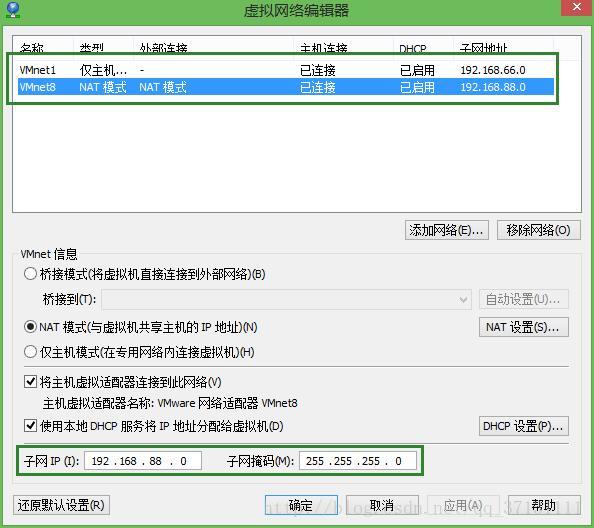 虚拟网络编辑器
名称 类型 外部连接 主机连接 DHCP 子网地址
VMnet1 仅主机... - 已连接 已启用 192.168.66.0
VMnet8 NAT 模式 NAT 模式 已连接 已启用 192.168.88.0
添加网络(E)... 移除网络(O)
VMnet 信息
桥接模式(将虚拟机直接连接到外部网络)(B)
桥接到(T): 自动设置(U)...
NAT 模式(与虚拟机共享主机的 IP 地址)(N) NAT 设置(S)...
仅主机模式(在专用网络内连接虚拟机)(H)
将主机虚拟适配器连接到此网络(V)
主机虚拟适配器名称: VMware 网络适配器 VMnet8
使用本地 DHCP 服务将 IP 地址分配给虚拟机(D) DHCP 设置(P)...
子网 IP (I): 192 . 168 . 88 . 0 子网掩码(M): 255 . 255 . 255 . 0
还原默认设置(R) 确定 取消 应用(A) 帮助